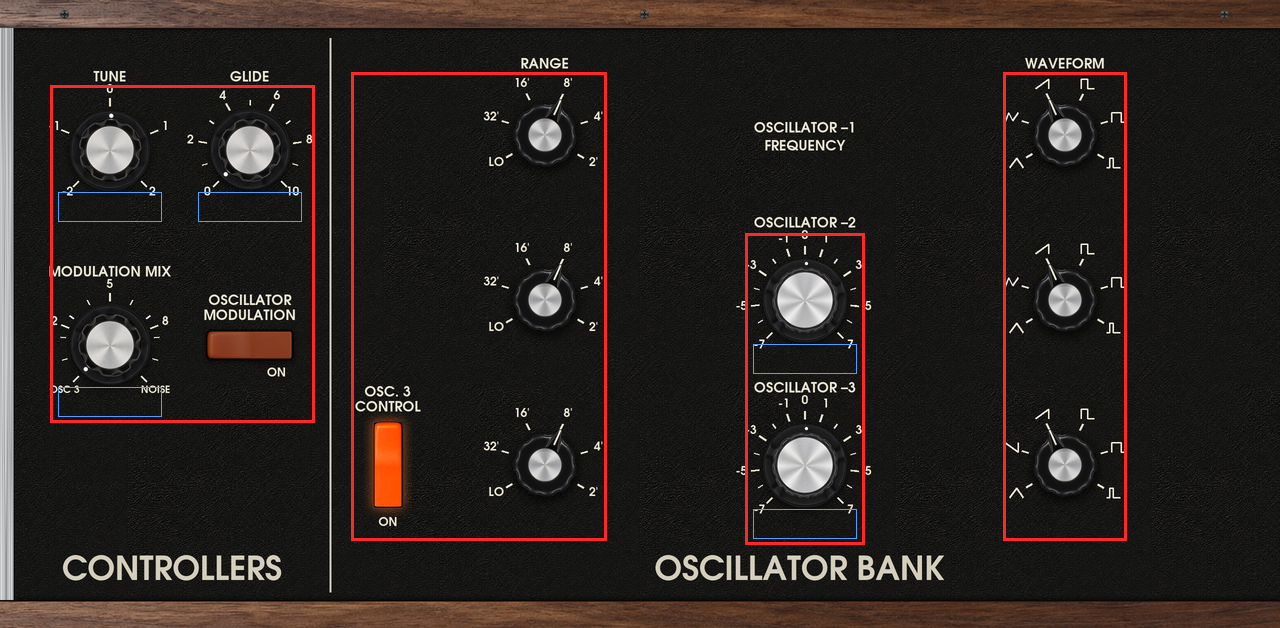 TUNE
GLIDE
RANGE
WAVEFORM
0
-1 1
-2 2
4 6
2 8
0 10
16' 8'
32' 4'
LO 2'
OSCILLATOR –1
FREQUENCY
OSCILLATOR –2
-1 0 1
-3 3
-5 5
-7 7
16' 8'
32' 4'
LO 2'
MODULATION MIX
5
2 8
OSC 3 NOISE
OSCILLATOR
MODULATION
ON
OSC. 3
CONTROL
ON
16' 8'
32' 4'
LO 2'
OSCILLATOR –3
-1 0 1
-3 3
-5 5
-7 7
CONTROLLERS
OSCILLATOR BANK